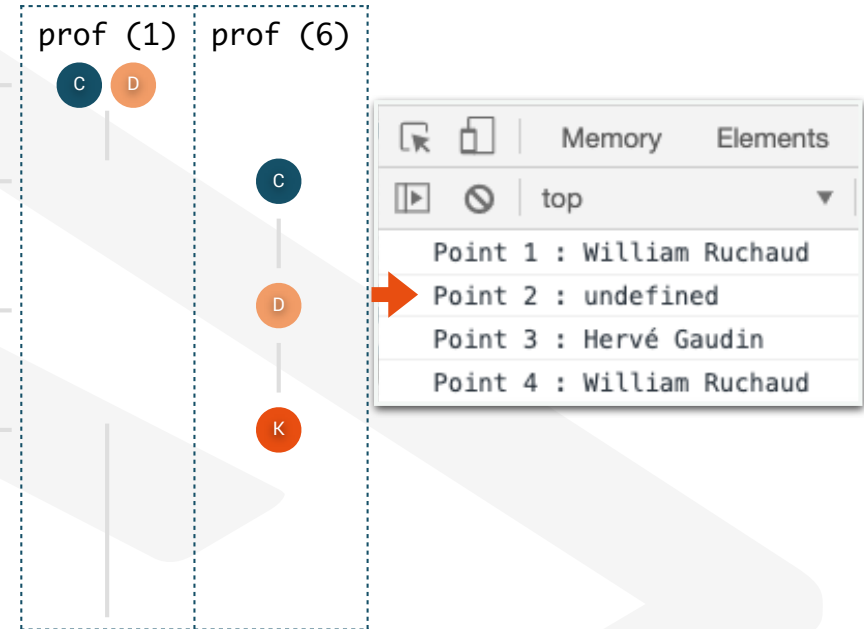 prof (1) prof (6)
C D
C
D
K
Memory Elements
top
Point 1 : William Ruchaud
Point 2 : undefined
Point 3 : Hervé Gaudin
Point 4 : William Ruchaud